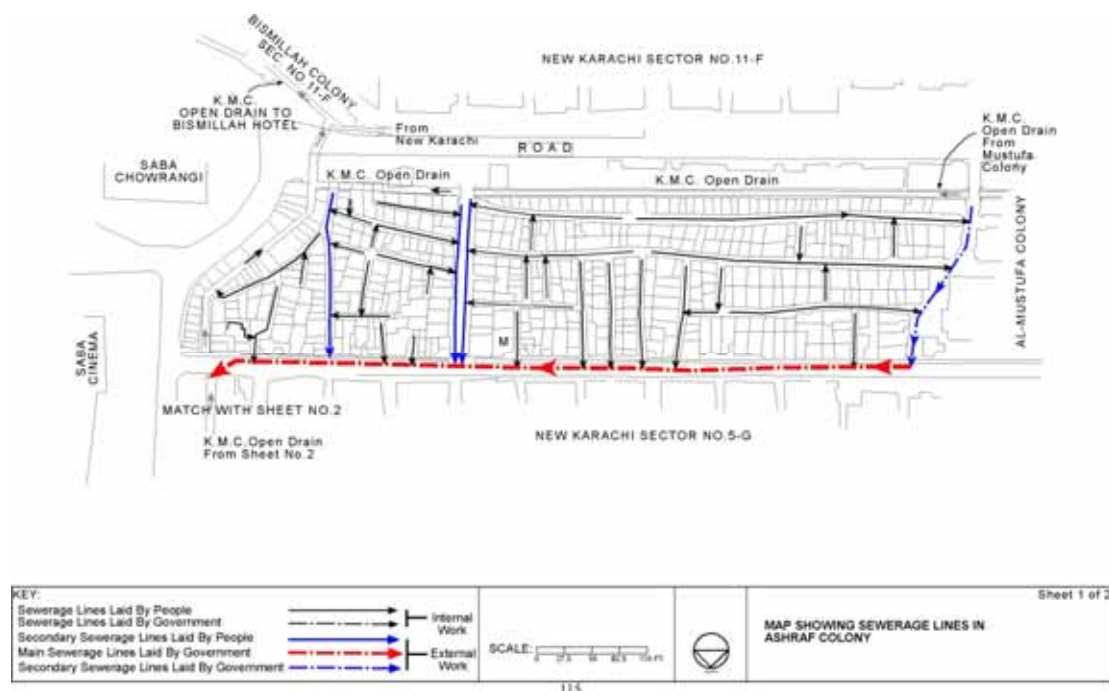 BISMILLAH COLONY
SEC. NO.11-F
NEW KARACHI SECTOR NO.11-F
K.M.C.
OPEN DRAIN TO
BISMILLAH HOTEL
From
New Karachi
ROAD
K.M.C.
Open Drain
From
Mustufa
Colony
SABA
CHOWRANGI
K.M.C. Open Drain
K.M.C. Open Drain
AL-MUSTUFA COLONY
SABA
CINEMA
M
MATCH WITH SHEET NO.2
K.M.C.Open Drain
From Sheet No.2
NEW KARACHI SECTOR NO.5-G
KEY:
Sewerage Lines Laid By People
Sewerage Lines Laid By Government
Internal
Work
Secondary Sewerage Lines Laid By People
Main Sewerage Lines Laid By Government
Secondary Sewerage Lines Laid By Government
External
Work
SCALE:
0
MAP SHOWING SEWERAGE LINES IN
ASHRAF COLONY
Sheet 1 of 2
115